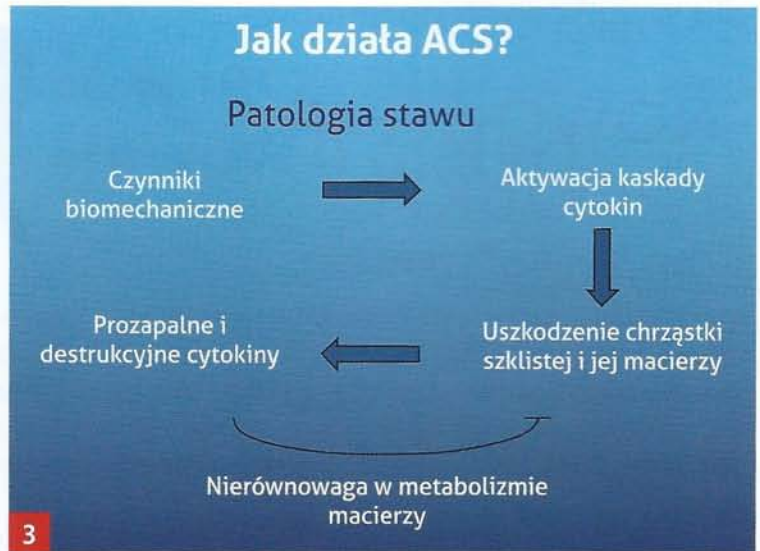 Jak działa ACS?
Patologia stawu
Czynniki
biomechaniczne
Aktywacja kaskady
cytokin
Prozapalne i
destrukcyjne cytokiny
Uszkodzenie chrząstki
szklistej i jej macierzy
Nierównowaga w metabolizmie
macierzy
3